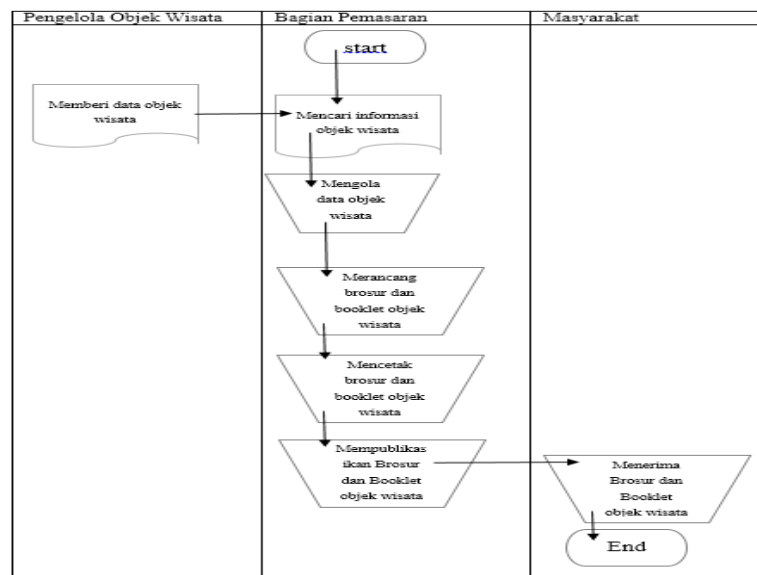 Pengelola Objek Wisata
Bagian Pemasaran
Masyarakat
start
Memberi data objek
wisata
Mencari informasi
objek wisata
Mengola
data objek
wisata
Merancang
brosur dan
booklet objek
wisata
Mencetak
brosur dan
booklet objek
wisata
Mempublikas
ikan Brosur
dan Booklet
objek wisata
Menerima
Brosur dan
Booklet
objek wisata
End